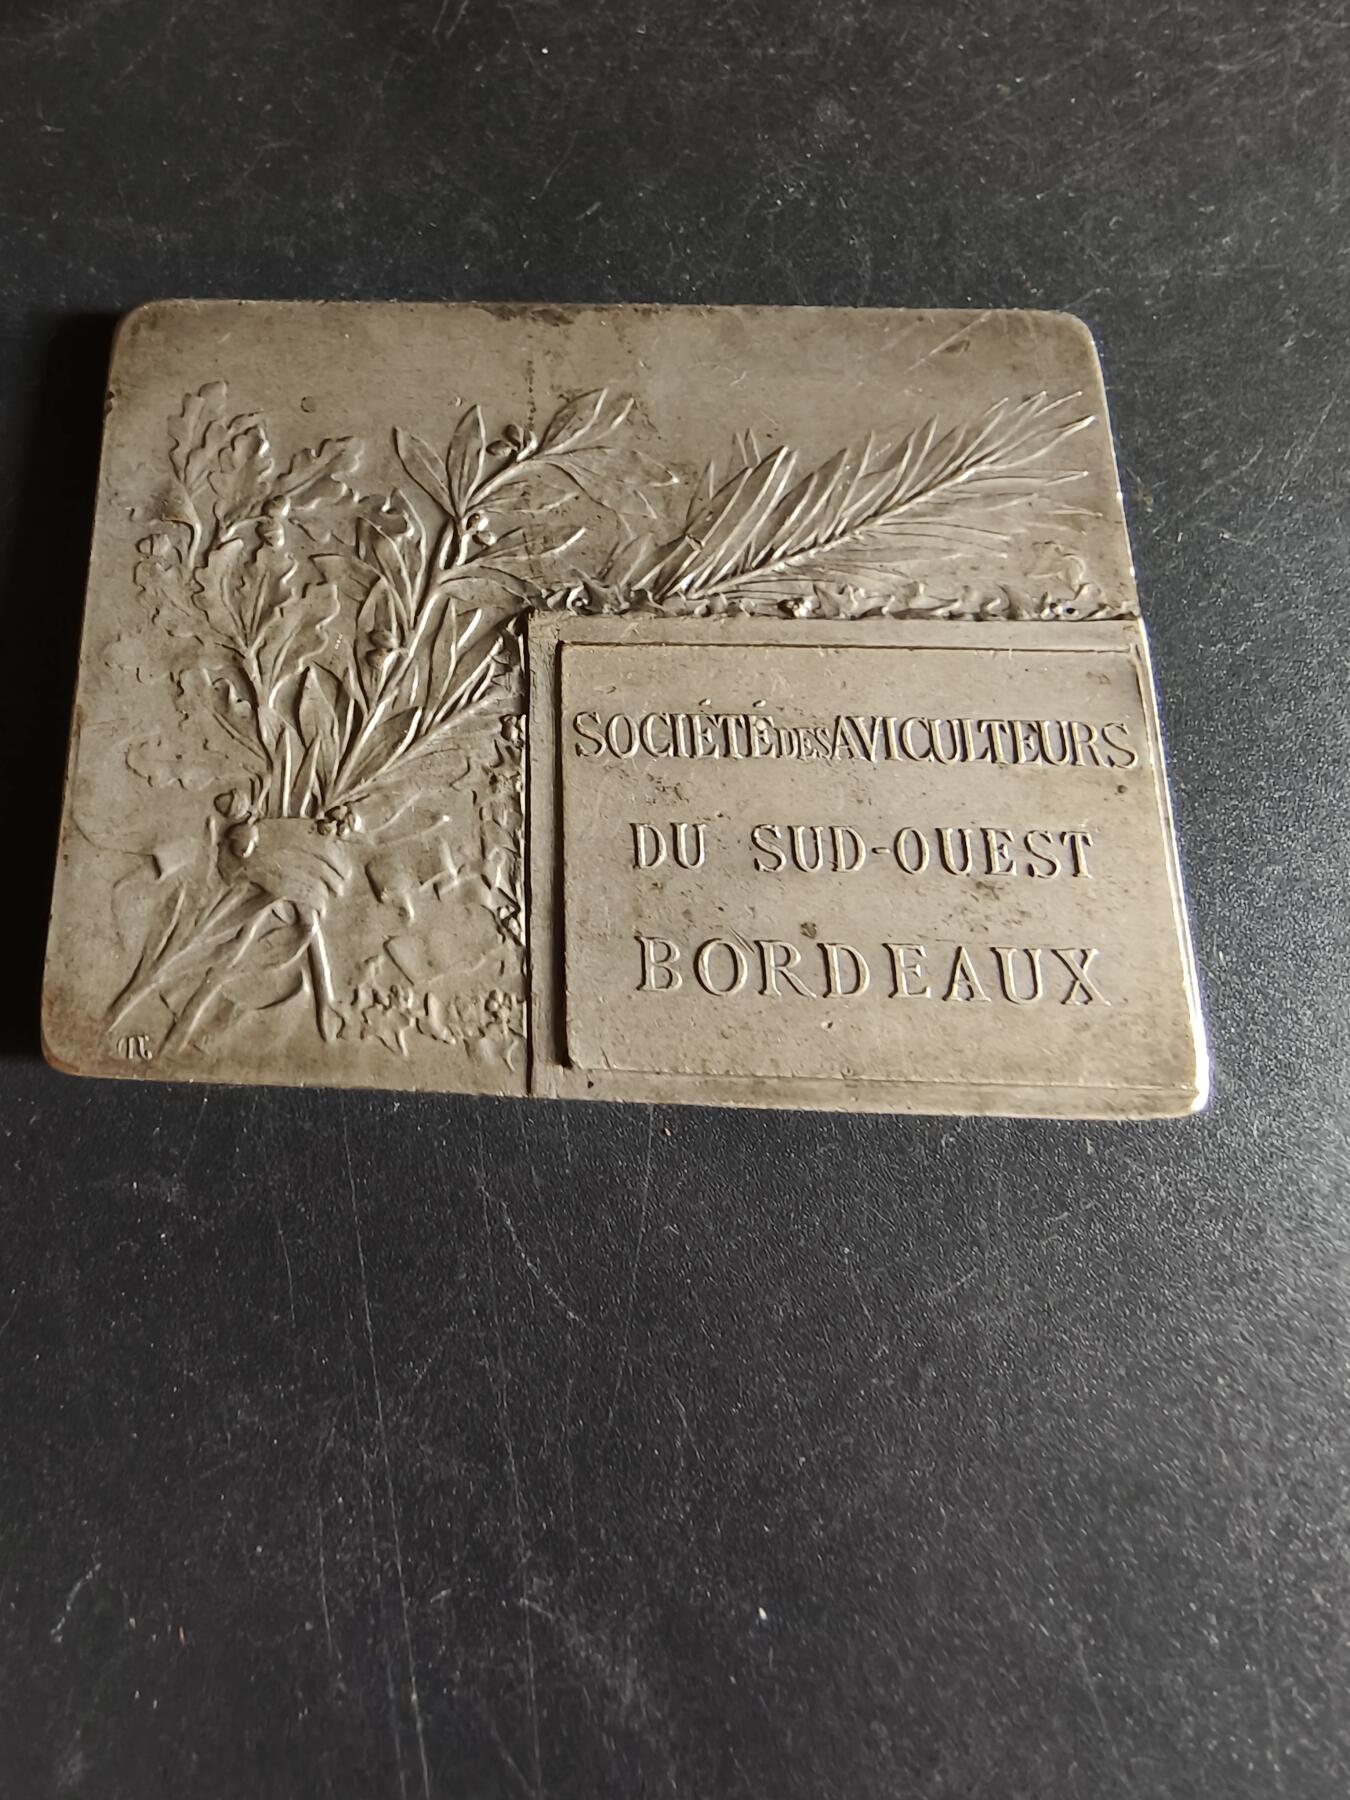 SOCIÉTÉ DES AVICULTEURS
DU SUD-OUEST
BORDEAUX